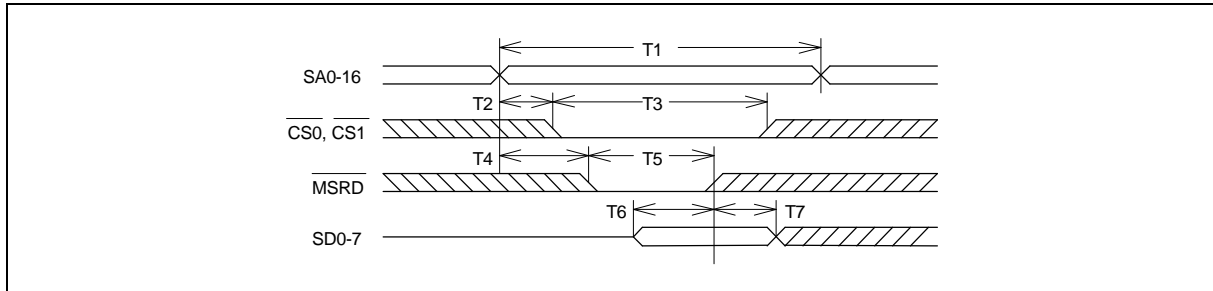 T1
SA0-16
T2 T3
CS0, CS1
T4 T5
MSRD
T6 T7
SD0-7